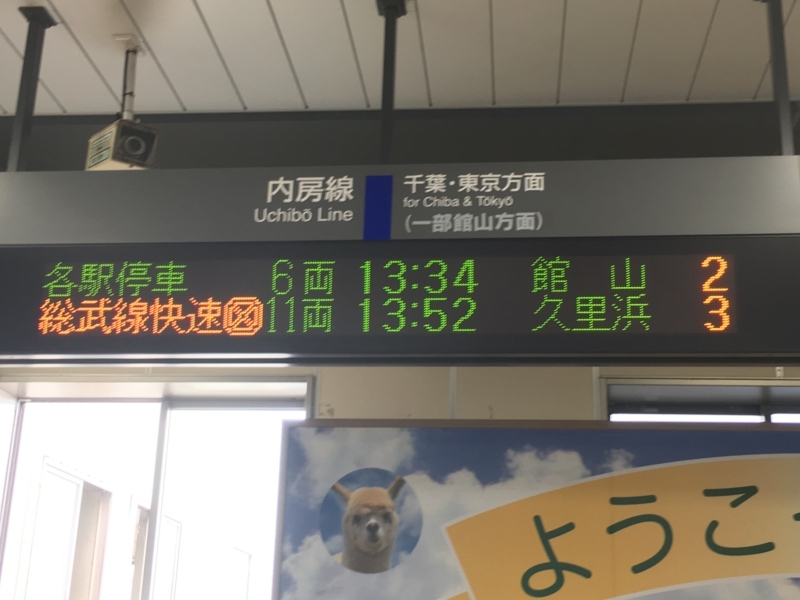 内房線
Uchibō Line
千葉・東京方面
for Chiba & Tōkyō
(一部館山方面)
各駅停車 6両 13:34 館山 2
総武線快速 11両 13:52 久里浜 3
ようこ